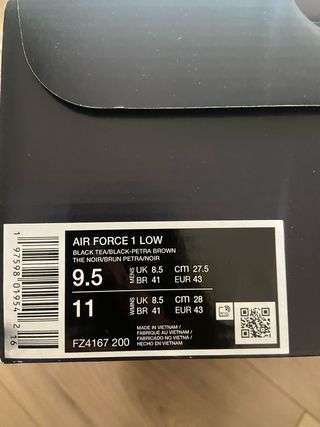 AIR FORCE 1 LOW
BLACK TEA/BLACK-PETRA BROWN
THE NOIR/BRUN PETRA/NOIR
9.5 MENS UK 8.5 CM 27.5
BR 41 EUR 43
11 WMNS UK 8.5 CM 28
BR 41 EUR 43
MADE IN VIETNAM /
FABRIQUE AU VIETNAM /
FABRICADO NO VIETNÃ /
HECHO EN VIETNAM
FZ4167 200
1 97598 01954 2 16